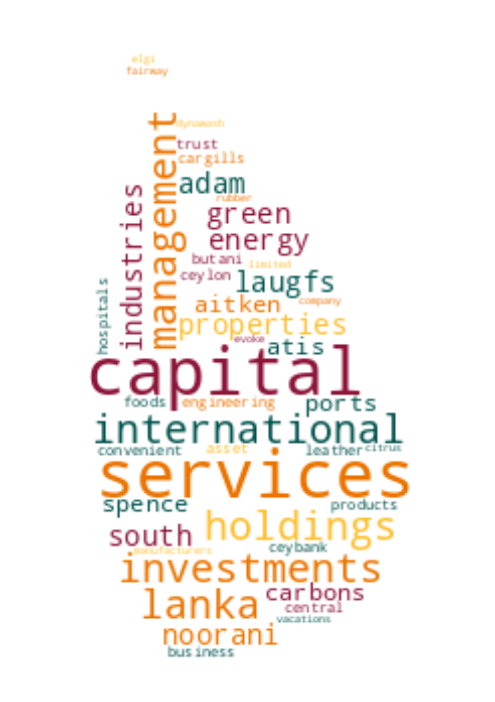 elgi
fairway
management
dynawash
trust
cargills
adam
industries
rubber
green
energy
butani
limited
ceylon
laugfs
hospitals
aitken
company
properties
evoke
atis
capital
foods
engineering
ports
international
convenient
asset
leather
citrus
services
spence
products
south
holdings
ceybank
manufacturers
investments
carbons
lanka
central
vacations
noorani
business